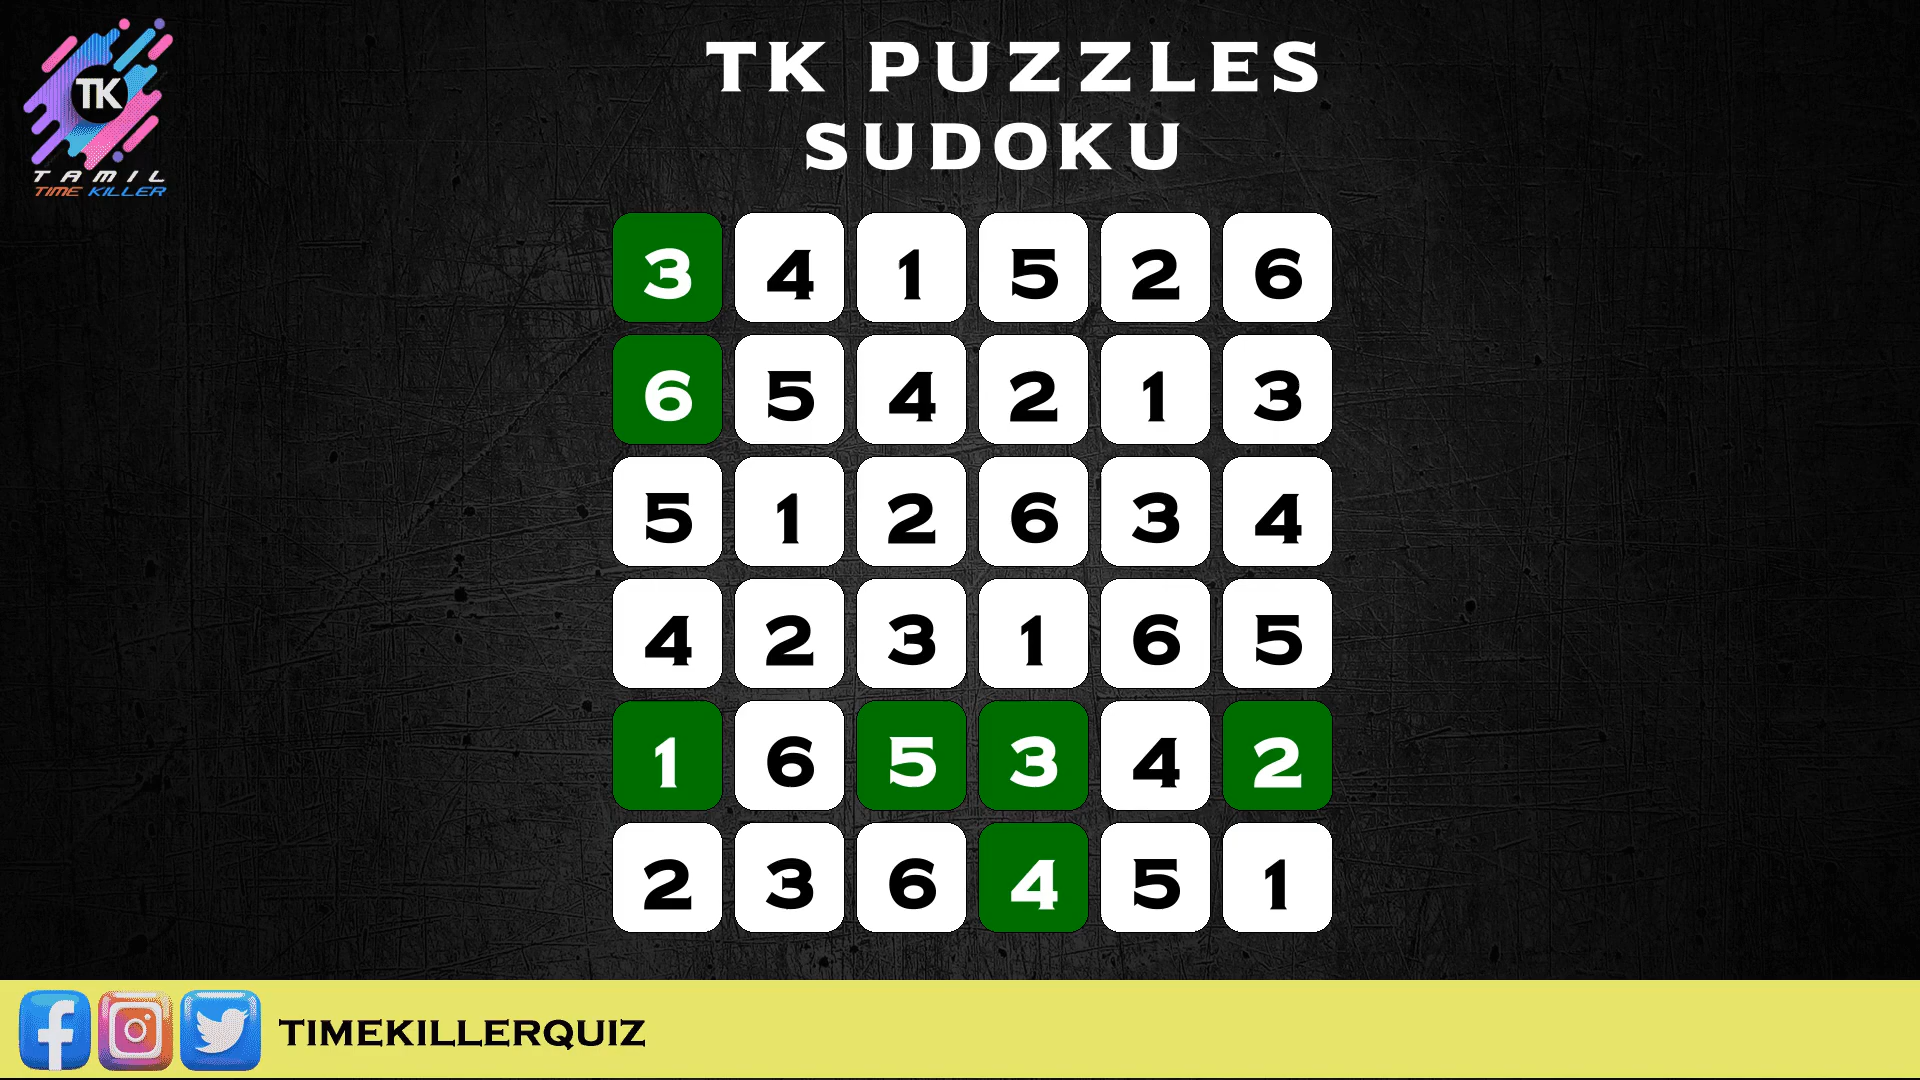 TK
TAMIL
TIME KILLER
TK PUZZLES
SUDOKU
3 4 1 5 2 6
6 5 4 2 1 3
5 1 2 6 3 4
4 2 3 1 6 5
1 6 5 3 4 2
2 3 6 4 5 1
TIMEKILLERQUIZ